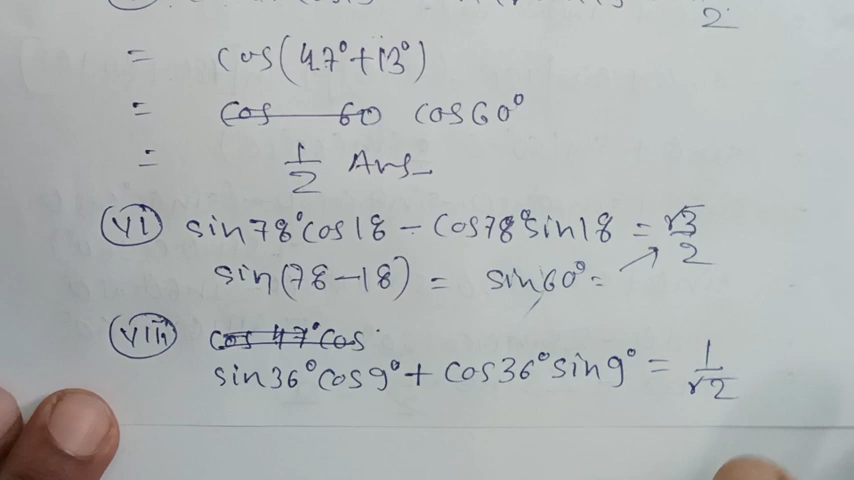 2
= cos(47°+13°)
= cos 60 cos60°
= 1/2 Ans
(vi) sin78°cos18 - cos78°sin18 = √3/2
sin(78-18) = sin60° =
(viii) cos 47° cos
sin36°cos9° + cos36°sin9° = 1/√2